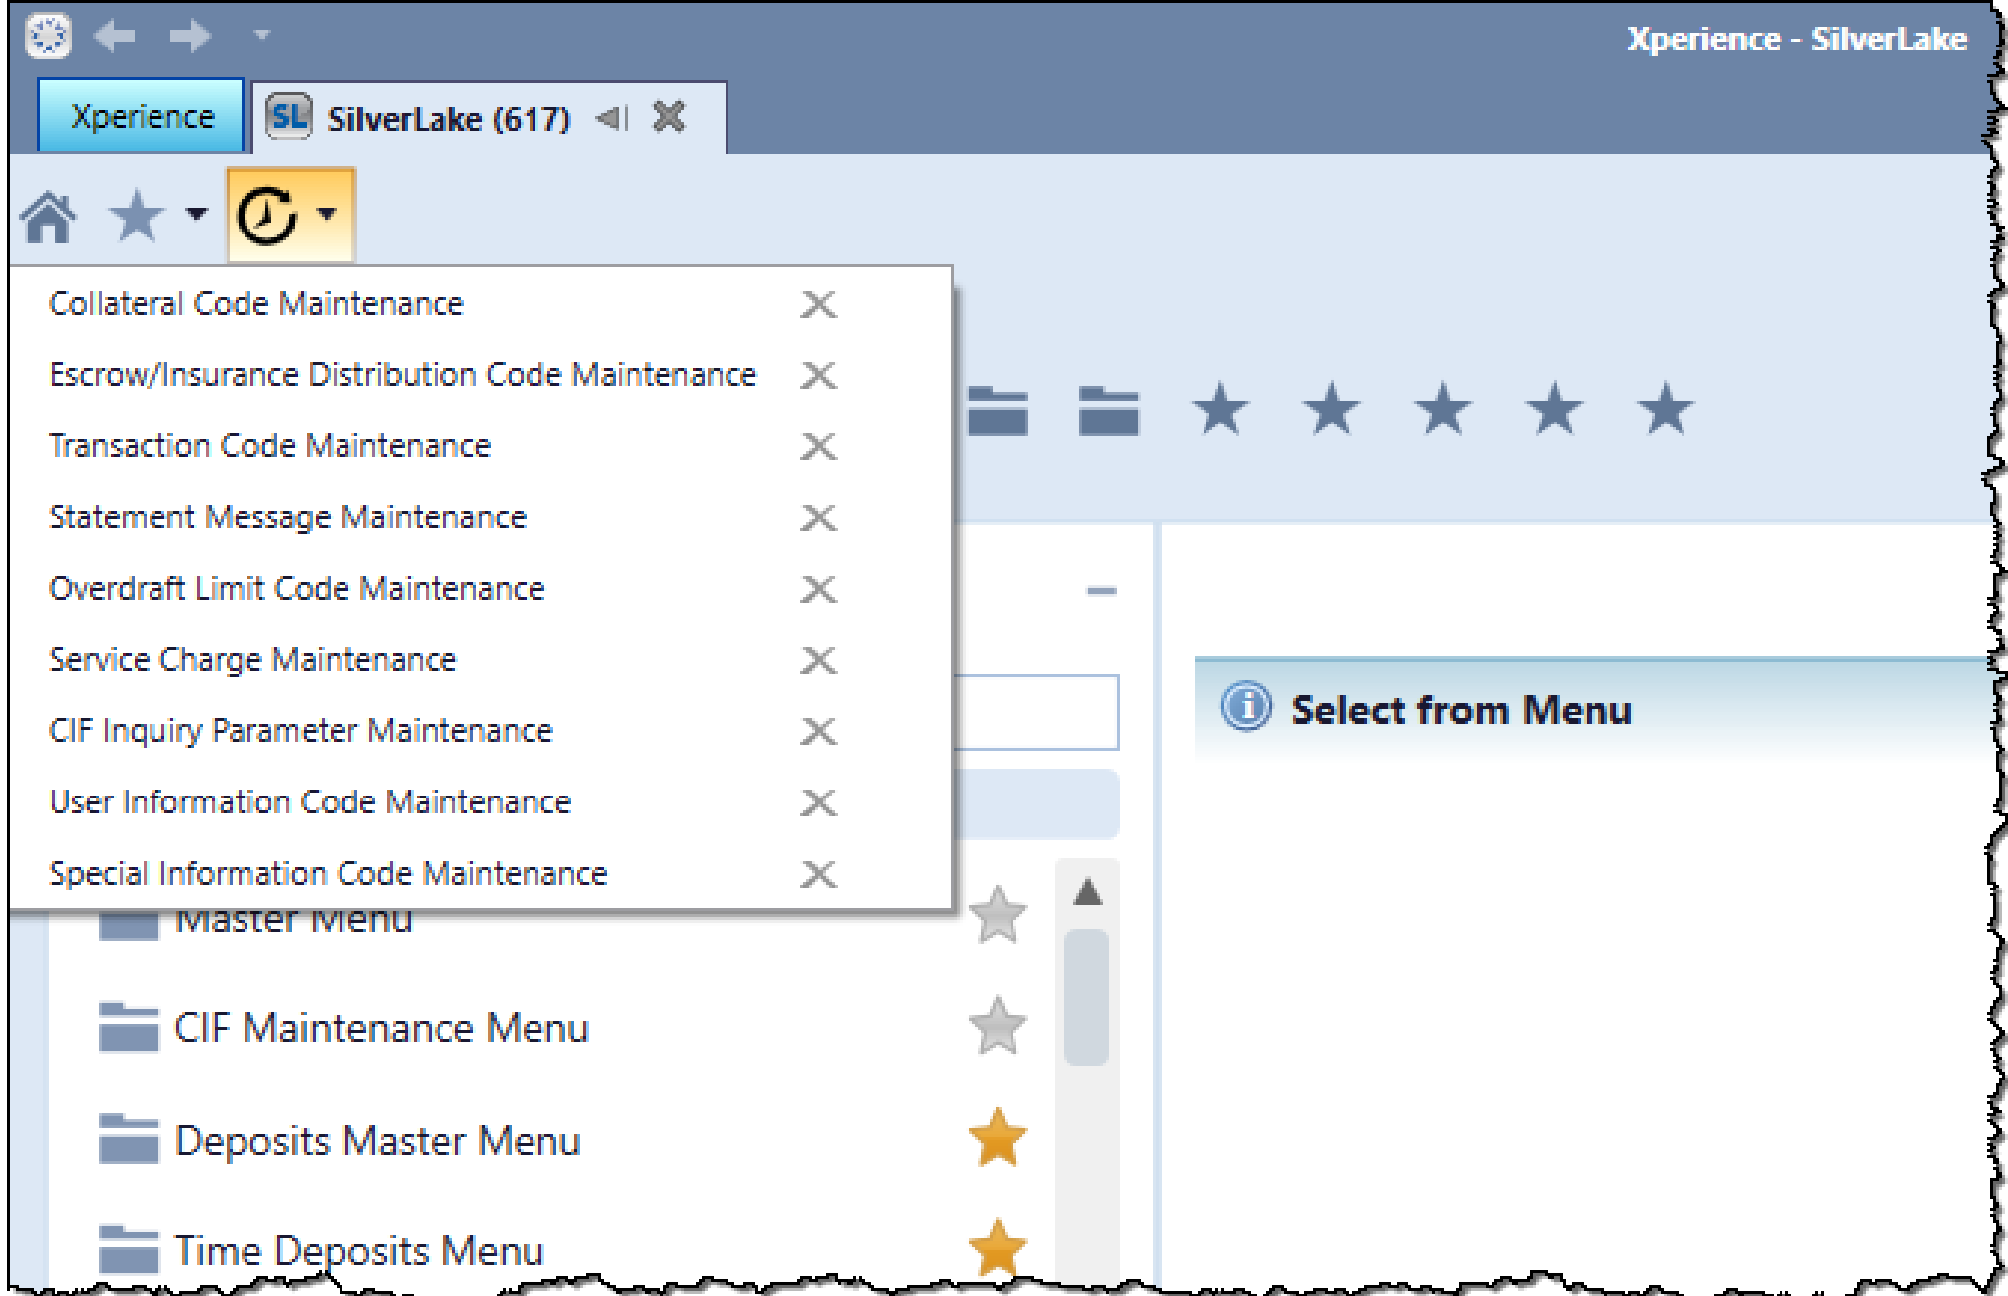 Xperience - SilverLake
Xperience
SL SilverLake (617)
Collateral Code Maintenance
Escrow/Insurance Distribution Code Maintenance
Transaction Code Maintenance
Statement Message Maintenance
Overdraft Limit Code Maintenance
Service Charge Maintenance
CIF Inquiry Parameter Maintenance
User Information Code Maintenance
Special Information Code Maintenance
Select from Menu
Master Menu
CIF Maintenance Menu
Deposits Master Menu
Time Deposits Menu